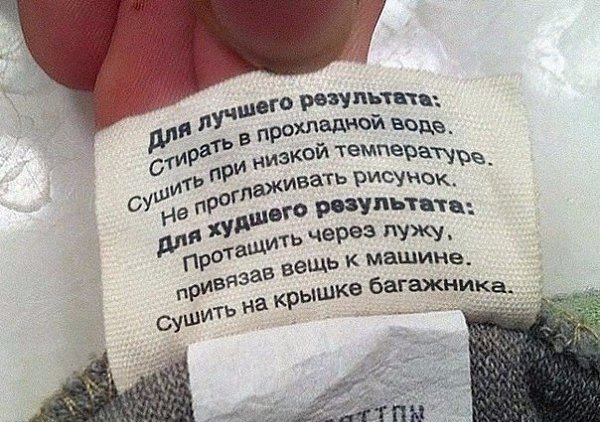 Для лучшего результата:
Стирать в прохладной воде.
Сушить при низкой температуре.
Не проглаживать рисунок.
Для худшего результата:
Протащить через лужу,
привязав вещь к машине.
Сушить на крышке багажника.